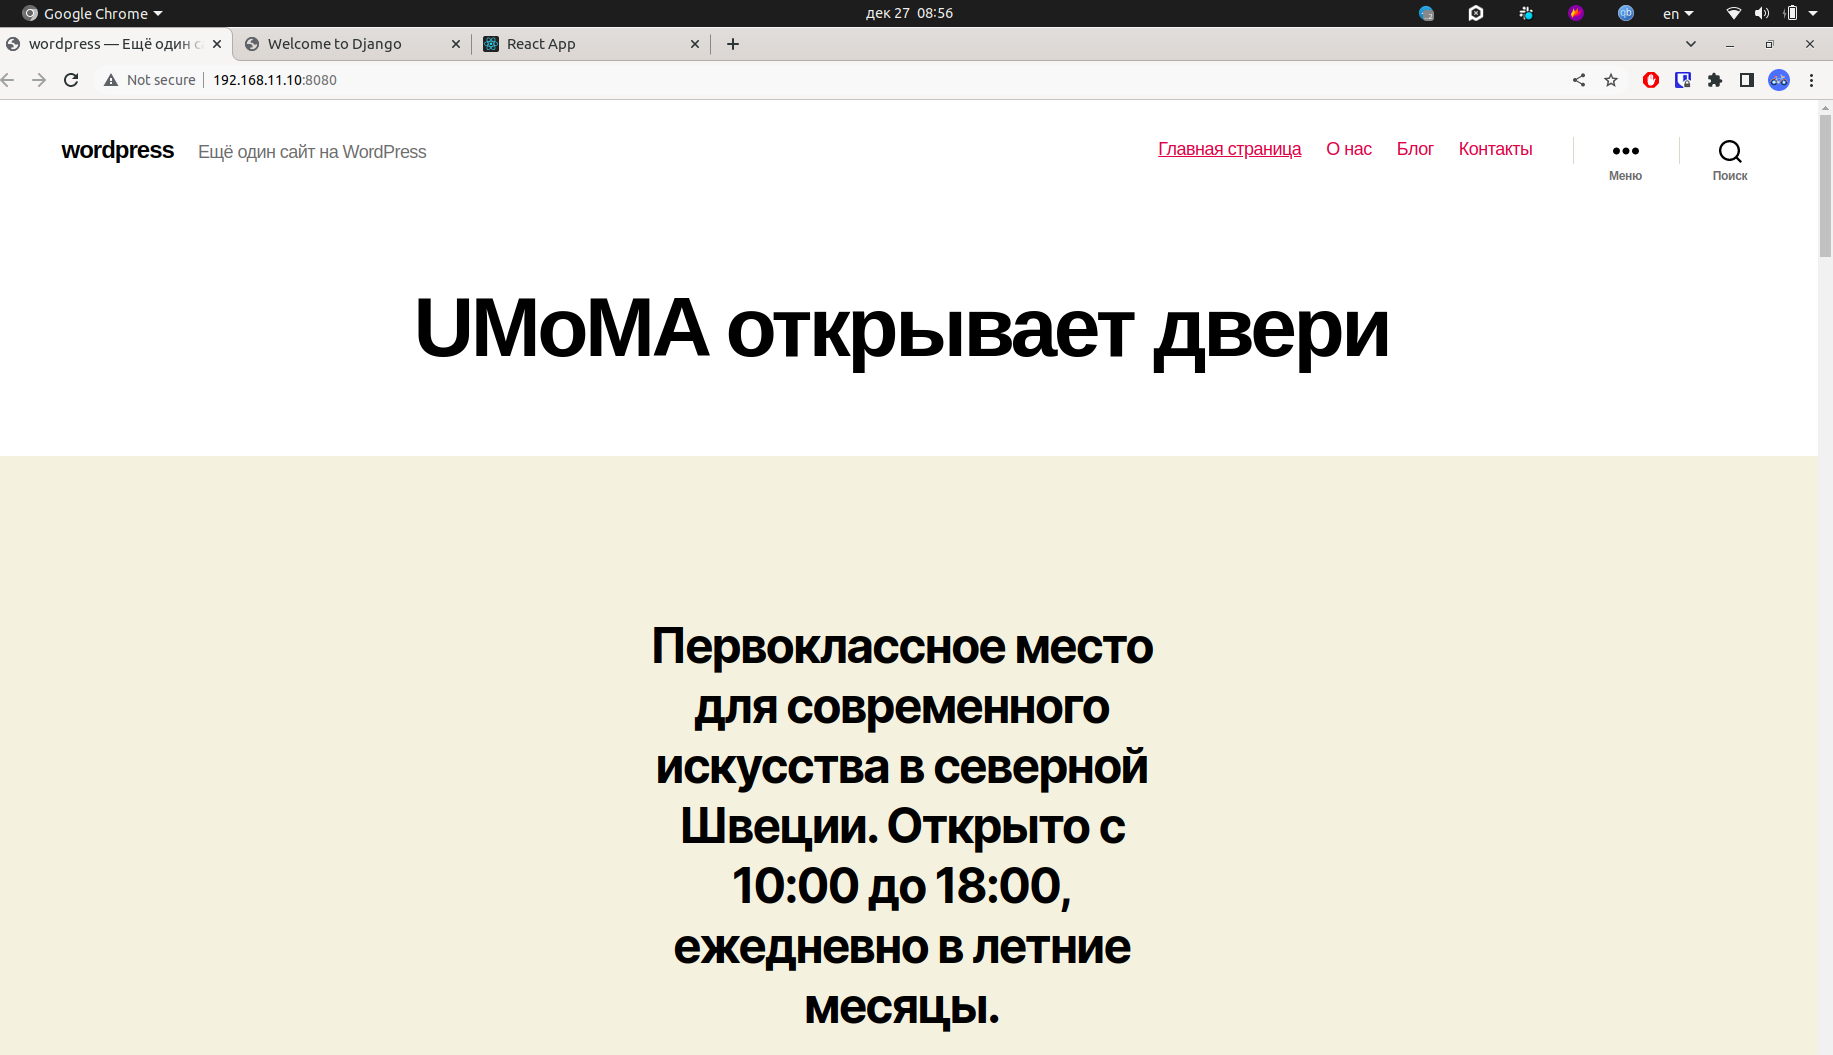 Google Chrome
дек 27 08:56
en
wordpress — Ещё один са
Welcome to Django
React App
Not secure
192.168.11.10:8080
wordpress
Ещё один сайт на WordPress
Главная страница
О нас
Блог
Контакты
Меню
Поиск
UMoMA открывает двери
Первоклассное место
для современного
искусства в северной
Швеции. Открыто с
10:00 до 18:00,
ежедневно в летние
месяцы.